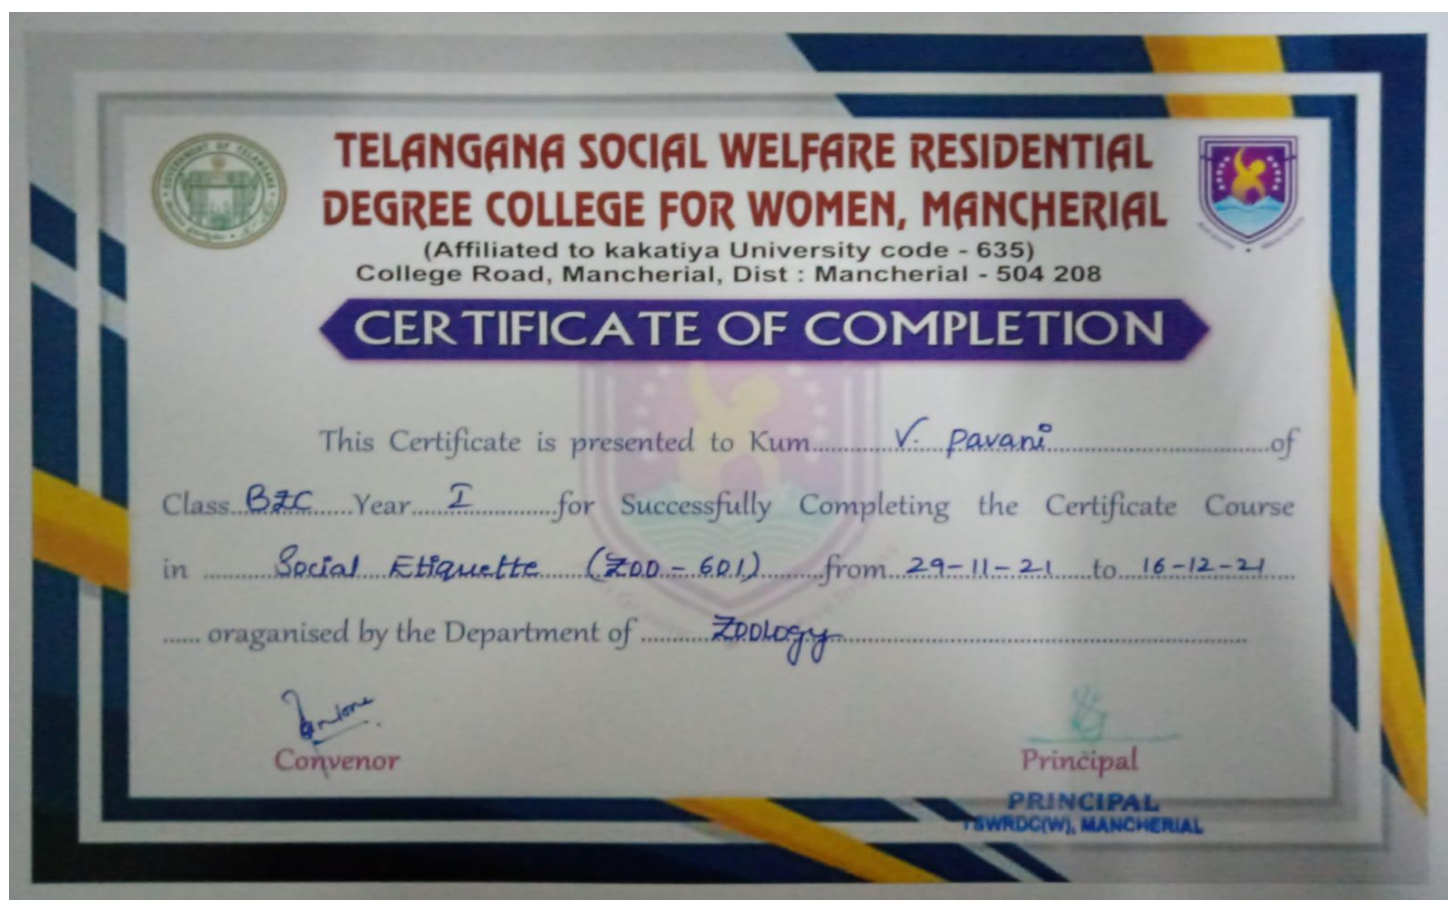 TELANGANA SOCIAL WELFARE RESIDENTIAL
DEGREE COLLEGE FOR WOMEN, MANCHERIAL
(Affiliated to kakatiya University code - 635)
College Road, Mancherial, Dist : Mancherial - 504 208
CERTIFICATE OF COMPLETION
This Certificate is presented to Kum.......... V. Pavani ..........of
Class..BZC.....Year.....I..........for Successfully Completing the Certificate Course
in ..........Social Etiquette (ZOO - 601)........from..29-11-21.....to..16-12-21....
...... oraganised by the Department of ..........Zoology..........
Convenor
Principal
PRINCIPAL
TSWRDC(W), MANCHERIAL